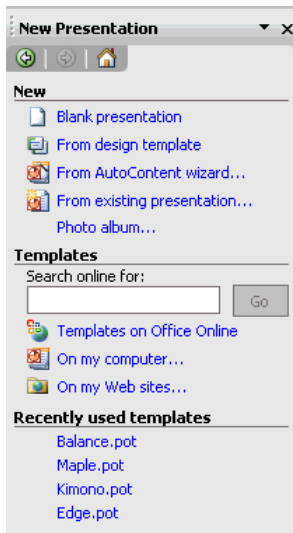 New Presentation
New
Blank presentation
From design template
From AutoContent wizard...
From existing presentation...
Photo album...
Templates
Search online for:
Go
Templates on Office Online
On my computer...
On my Web sites...
Recently used templates
Balance.pot
Maple.pot
Kimono.pot
Edge.pot